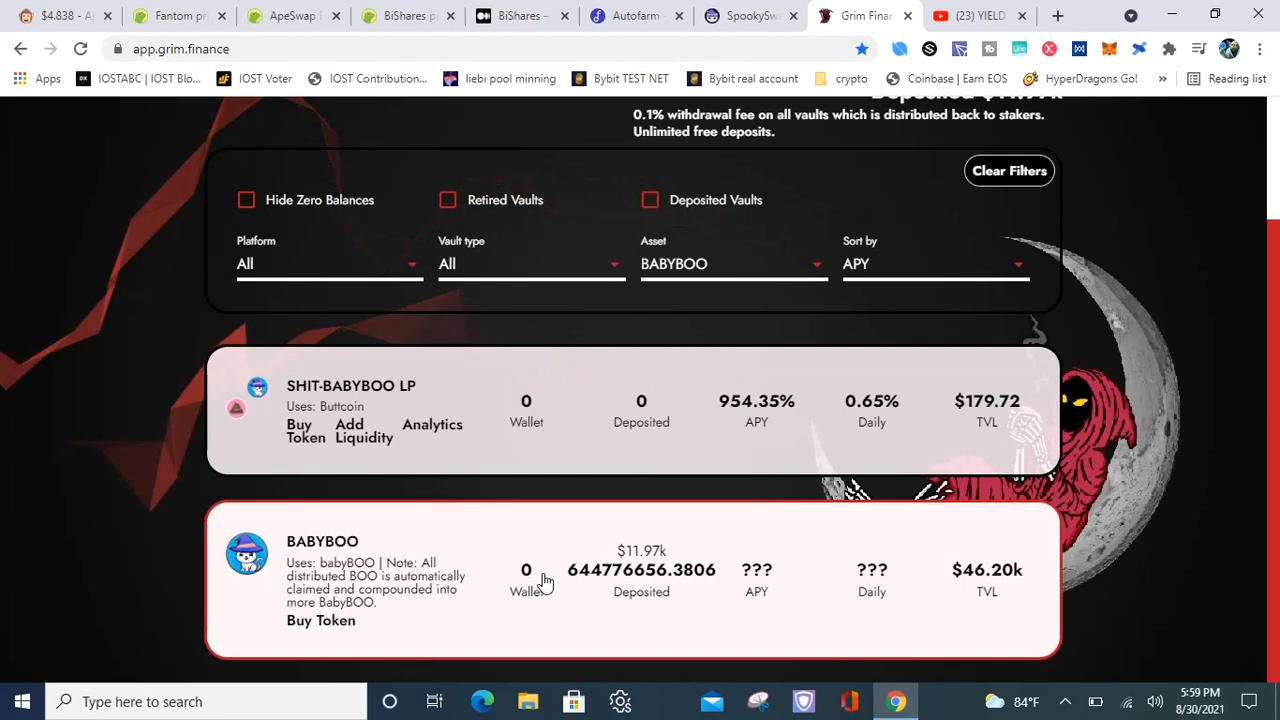 $4.838 - A
Fantom pr
ApeSwap F
BiShares p
BiShares –
Autofarm -
SpookySwa
Grim Finan
(23) YIELD
app.grim.finance
Apps
IOSTABC | IOST Blo...
IOST Voter
IOST Contribution...
liebi pool minning
Bybit TEST NET
Bybit real account
crypto
Coinbase | Earn EOS
HyperDragons Go!
»
Reading list
0.1% withdrawal fee on all vaults which is distributed back to stakers.
Unlimited free deposits.
Clear Filters
Hide Zero Balances
Retired Vaults
Deposited Vaults
Platform
Vault type
Asset
Sort by
All
All
BABYBOO
APY
SHIT-BABYBOO LP
Uses: Buttcoin
Buy Token
Add Liquidity
Analytics
0
Wallet
0
Deposited
954.35%
APY
0.65%
Daily
$179.72
TVL
BABYBOO
Uses: babyBOO | Note: All
distributed BOO is automatically
claimed and compounded into
more BabyBOO.
Buy Token
0
Wallet
$11.97k
644776656.3806
Deposited
???
APY
???
Daily
$46.20k
TVL
Type here to search
84°F
5:59 PM
8/30/2021